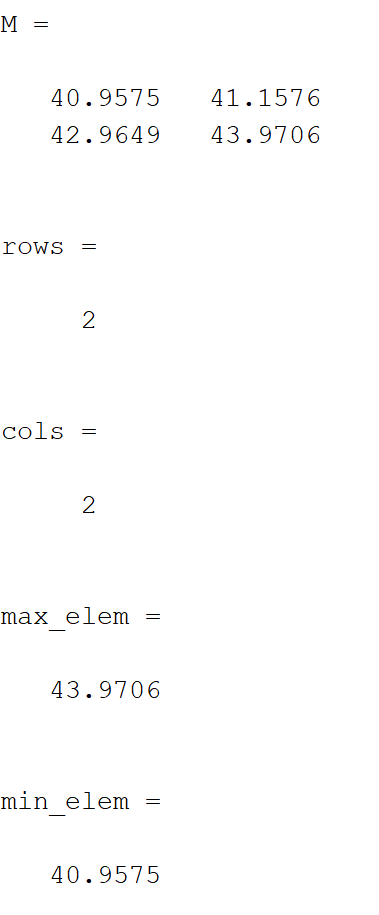 M =
40.9575 41.1576
42.9649 43.9706
rows =
2
cols =
2
max_elem =
43.9706
min_elem =
40.9575